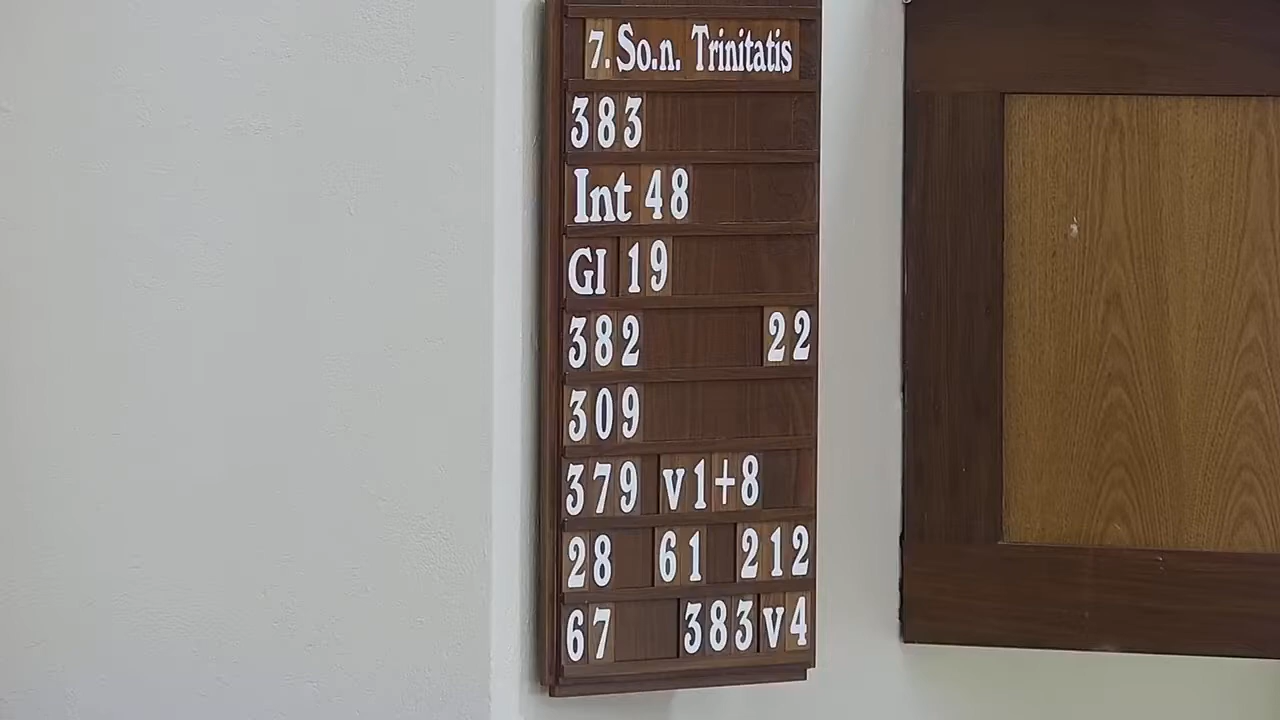 7. So.n. Trinitatis
383
Int 48
Gl 19
382 22
309
379 v1+8
28 61 212
67 383 v4